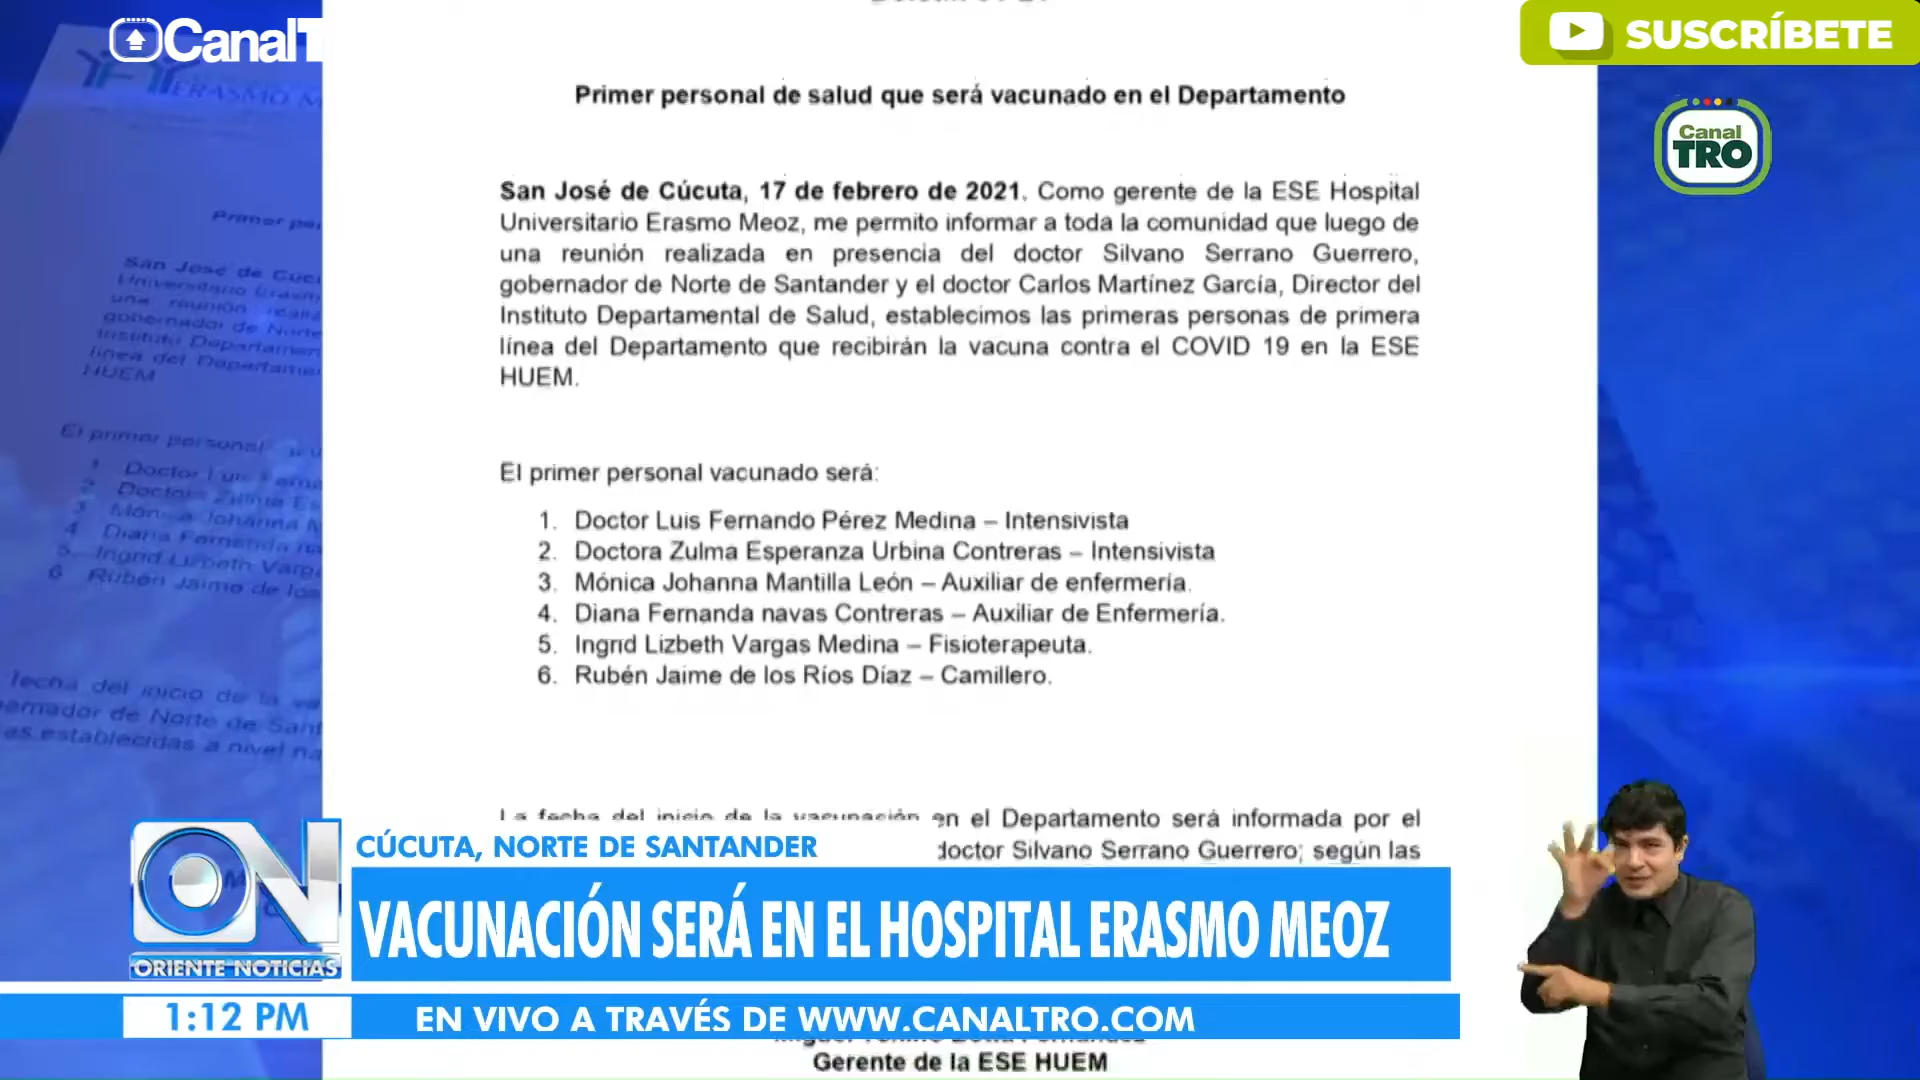 CanalT
SUSCRÍBETE
Canal
TRO
Primer personal de salud que será vacunado en el Departamento
San José de Cúcuta, 17 de febrero de 2021. Como gerente de la ESE Hospital
Universitario Erasmo Meoz, me permito informar a toda la comunidad que luego de
una reunión realizada en presencia del doctor Silvano Serrano Guerrero,
gobernador de Norte de Santander y el doctor Carlos Martínez García, Director del
Instituto Departamental de Salud, establecimos las primeras personas de primera
línea del Departamento que recibirán la vacuna contra el COVID 19 en la ESE
HUEM.
El primer personal vacunado será:
1. Doctor Luis Fernando Pérez Medina – Intensivista
2. Doctora Zulma Esperanza Urbina Contreras – Intensivista
3. Mónica Johanna Mantilla León – Auxiliar de enfermería.
4. Diana Fernanda navas Contreras – Auxiliar de Enfermería.
5. Ingrid Lizbeth Vargas Medina – Fisioterapeuta.
6. Rubén Jaime de los Ríos Díaz – Camillero.
La fecha del inicio de la vacunación en el Departamento será informada por el
doctor Silvano Serrano Guerrero; según las
CÚCUTA, NORTE DE SANTANDER
VACUNACIÓN SERÁ EN EL HOSPITAL ERASMO MEOZ
ON
ORIENTE NOTICIAS
1:12 PM
EN VIVO A TRAVÉS DE WWW.CANALTRO.COM
Gerente de la ESE HUEM